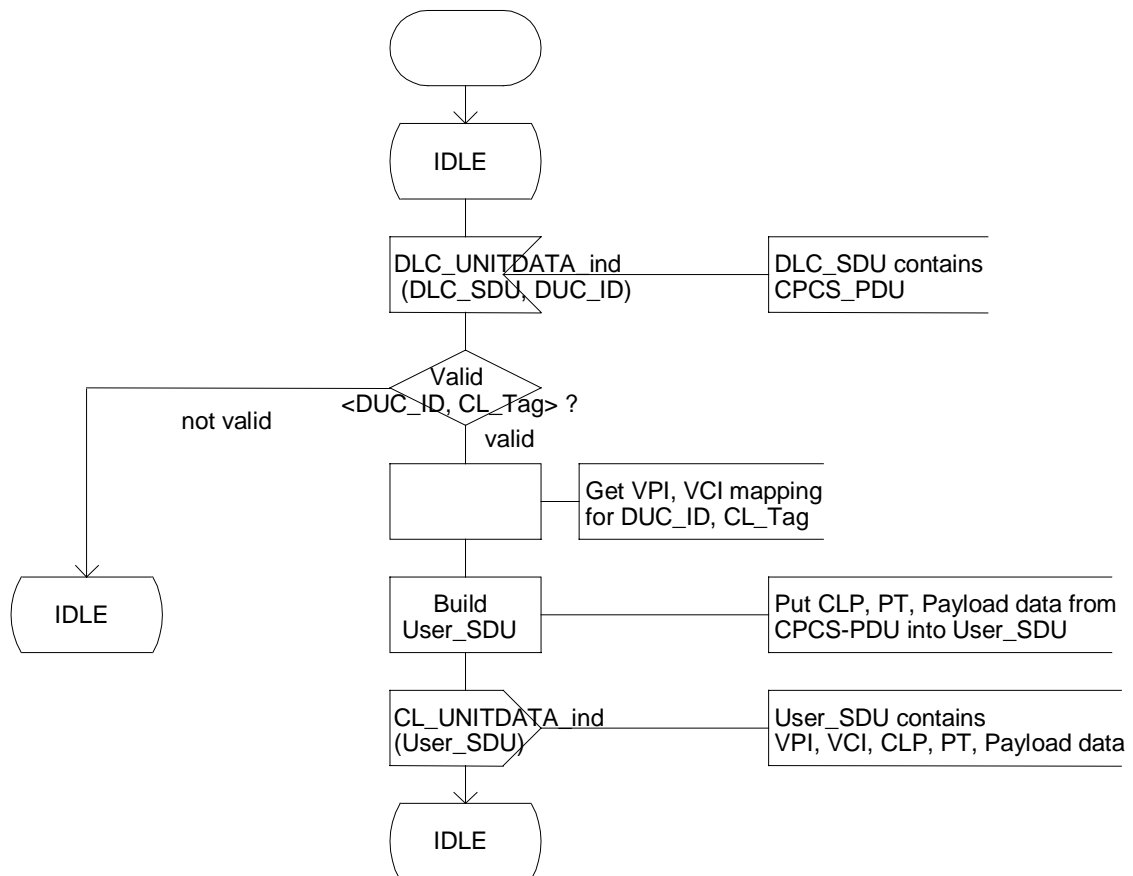 IDLE
DLC_UNITDATA_ind
(DLC_SDU, DUC_ID)
DLC_SDU contains
CPCS_PDU
Valid
<DUC_ID, CL_Tag> ?
not valid
valid
Get VPI, VCI mapping
for DUC_ID, CL_Tag
IDLE
Build
User_SDU
Put CLP, PT, Payload data from
CPCS-PDU into User_SDU
CL_UNITDATA_ind
(User_SDU)
User_SDU contains
VPI, VCI, CLP, PT, Payload data
IDLE